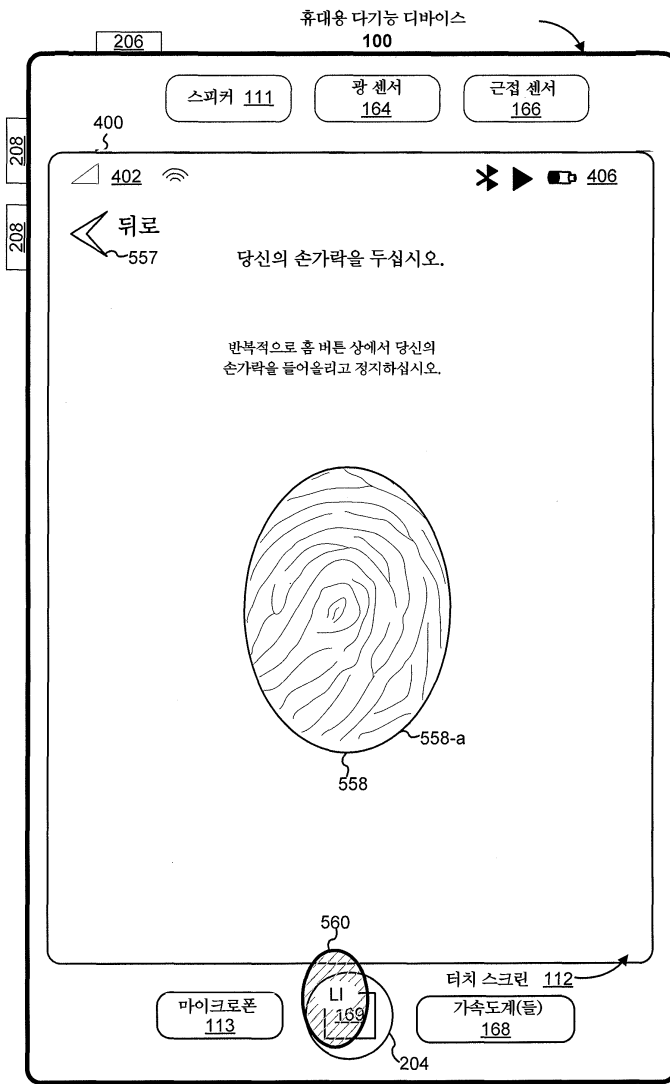 휴대용 다기능 디바이스
100
206
스피커 111
광 센서
164
근접 센서
166
208
208
400
402
406
뒤로
557
당신의 손가락을 두십시오.
반복적으로 홈 버튼 상에서 당신의
손가락을 들어올리고 정지하십시오.
558-a
558
560
LI
169
204
터치 스크린 112
마이크로폰
113
가속도계(들)
168